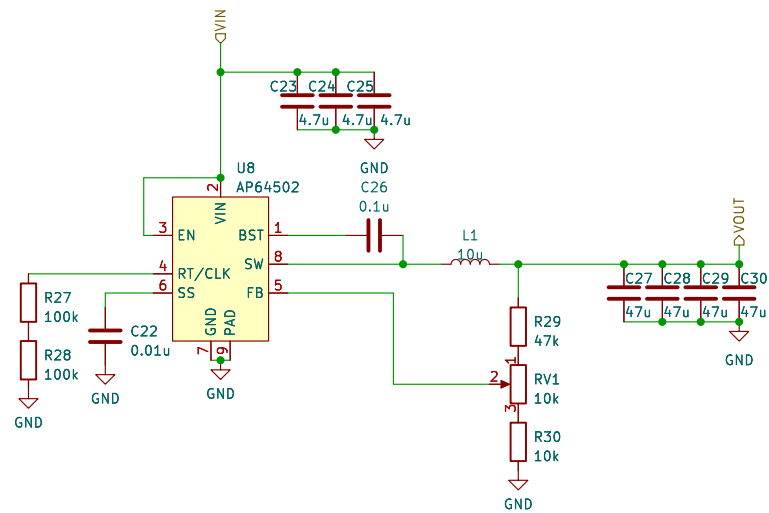 VIN
C23
C24
C25
4.7u
4.7u
4.7u
GND
U8
AP64502
C26
0.1u
2
VIN
3
EN
BST
1
SW
8
4
RT/CLK
6
SS
FB
5
GND
PAD
7
9
GND
L1
10u
VOUT
C27
C28
C29
C30
47u
47u
47u
47u
GND
R27
100k
R28
100k
GND
C22
0.01u
GND
R29
47k
1
2
RV1
10k
3
R30
10k
GND